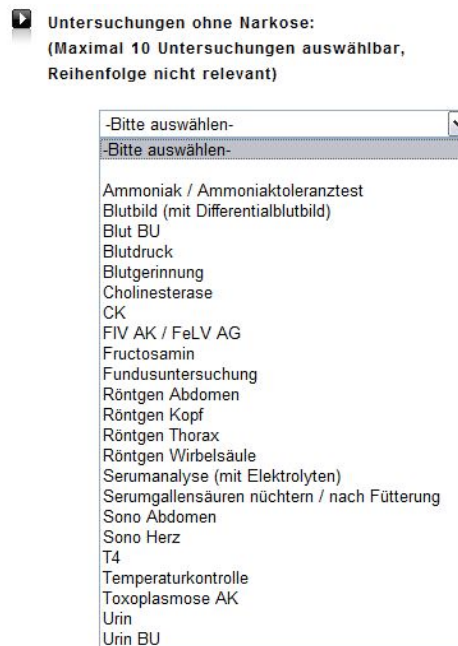 Untersuchungen ohne Narkose:
(Maximal 10 Untersuchungen auswählbar,
Reihenfolge nicht relevant)
-Bitte auswählen-
-Bitte auswählen-
Ammoniak / Ammoniaktoleranztest
Blutbild (mit Differentialblutbild)
Blut BU
Blutdruck
Blutgerinnung
Cholinesterase
CK
FIV AK / FeLV AG
Fructosamin
Fundusuntersuchung
Röntgen Abdomen
Röntgen Kopf
Röntgen Thorax
Röntgen Wirbelsäule
Serumanalyse (mit Elektrolyten)
Serumgallensäuren nüchtern / nach Fütterung
Sono Abdomen
Sono Herz
T4
Temperaturkontrolle
Toxoplasmose AK
Urin
Urin BU